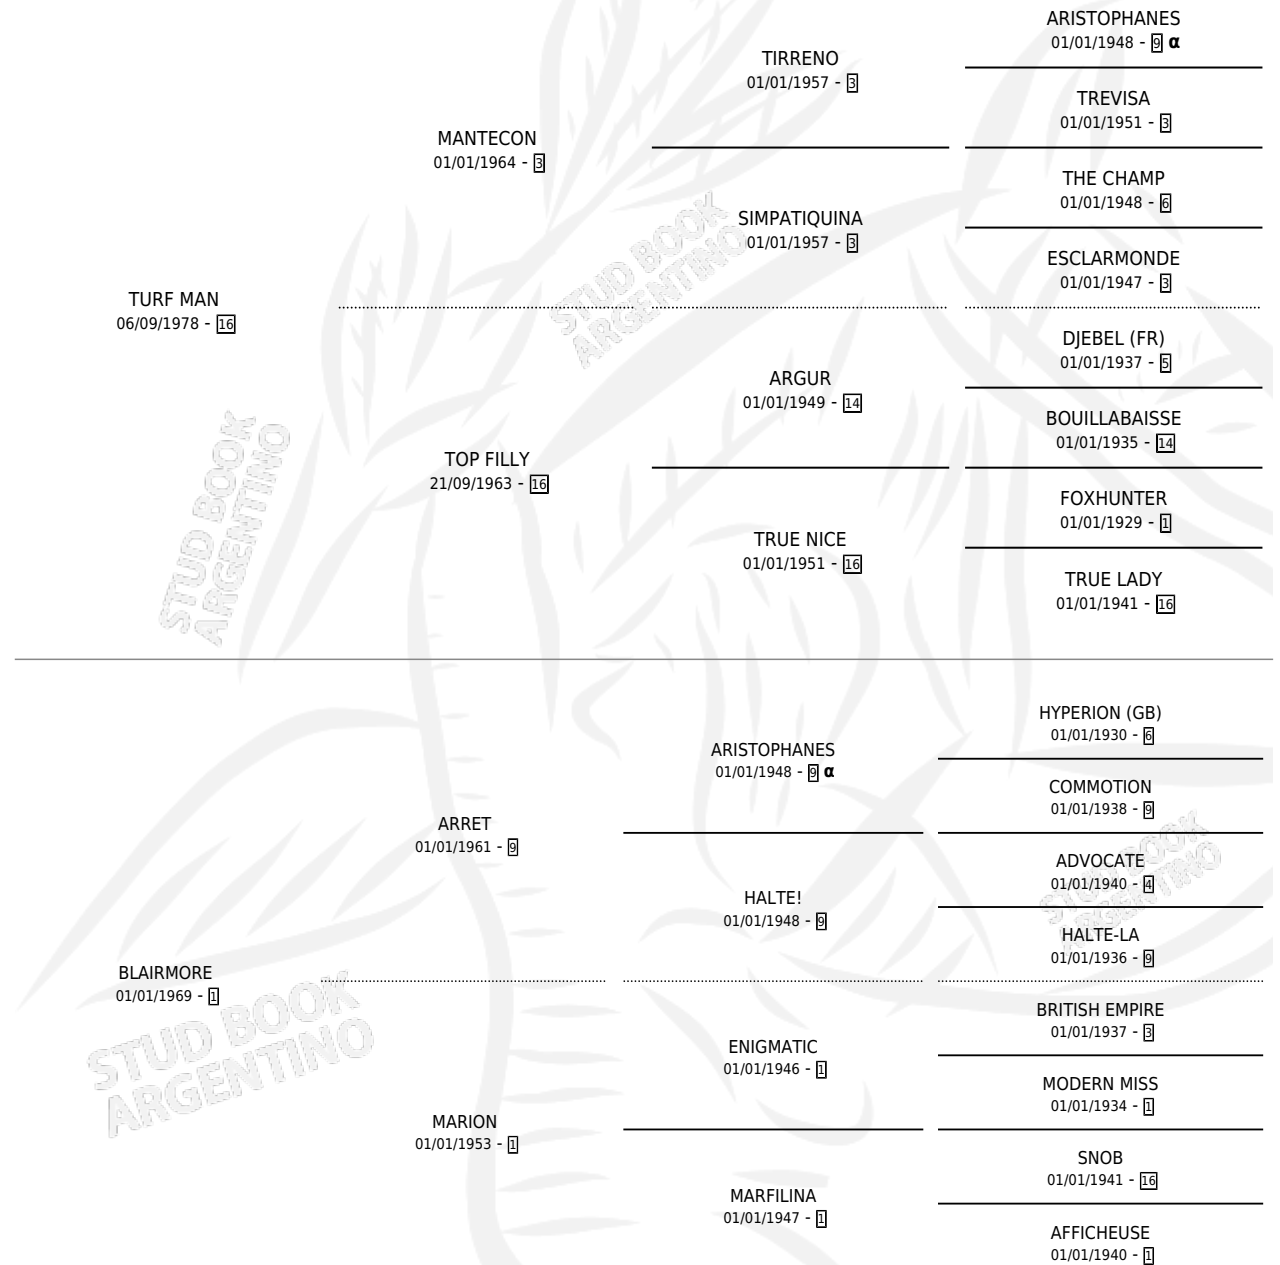 ARISTOPHANES
01/01/1948 - 9 α
TIRRENO
01/01/1957 - 3
TREVISA
01/01/1951 - 3
MANTECON
01/01/1964 - 3
THE CHAMP
01/01/1948 - 6
SIMPATIQUINA
01/01/1957 - 3
ESCLARMONDE
01/01/1947 - 3
TURF MAN
06/09/1978 - 16
DJEBEL (FR)
01/01/1937 - 5
ARGUR
01/01/1949 - 14
BOUILLABAISSE
01/01/1935 - 14
TOP FILLY
21/09/1963 - 16
FOXHUNTER
01/01/1929 - 1
TRUE NICE
01/01/1951 - 16
TRUE LADY
01/01/1941 - 16
HYPERION (GB)
01/01/1930 - 6
ARISTOPHANES
01/01/1948 - 9 α
COMMOTION
01/01/1938 - 9
ARRET
01/01/1961 - 9
ADVOCATE
01/01/1940 - 4
HALTE!
01/01/1948 - 9
HALTE-LA
01/01/1936 - 9
BLAIRMORE
01/01/1969 - 1
BRITISH EMPIRE
01/01/1937 - 3
ENIGMATIC
01/01/1946 - 1
MODERN MISS
01/01/1934 - 1
MARION
01/01/1953 - 1
SNOB
01/01/1941 - 16
MARFILINA
01/01/1947 - 1
AFFICHEUSE
01/01/1940 - 1
STUD BOOK
ARGENTINO
STUD BOOK
ARGENTINO
STUD BOOK
ARGENTINO
STUD BOOK
ARGENTINO